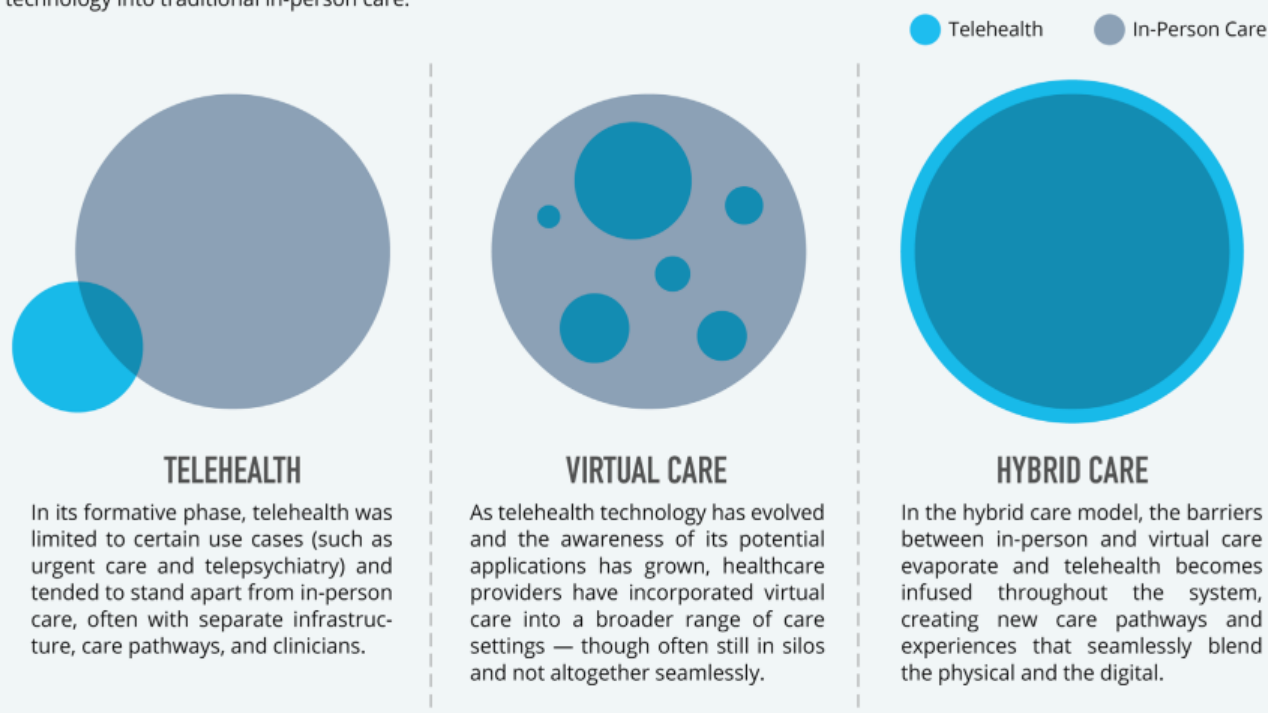 technology into traditional in-person care.
Telehealth
In-Person Care
TELEHEALTH
In its formative phase, telehealth was
limited to certain use cases (such as
urgent care and telepsychiatry) and
tended to stand apart from in-person
care, often with separate infrastruc-
ture, care pathways, and clinicians.
VIRTUAL CARE
As telehealth technology has evolved
and the awareness of its potential
applications has grown, healthcare
providers have incorporated virtual
care into a broader range of care
settings — though often still in silos
and not altogether seamlessly.
HYBRID CARE
In the hybrid care model, the barriers
between in-person and virtual care
evaporate and telehealth becomes
infused throughout the system,
creating new care pathways and
experiences that seamlessly blend
the physical and the digital.